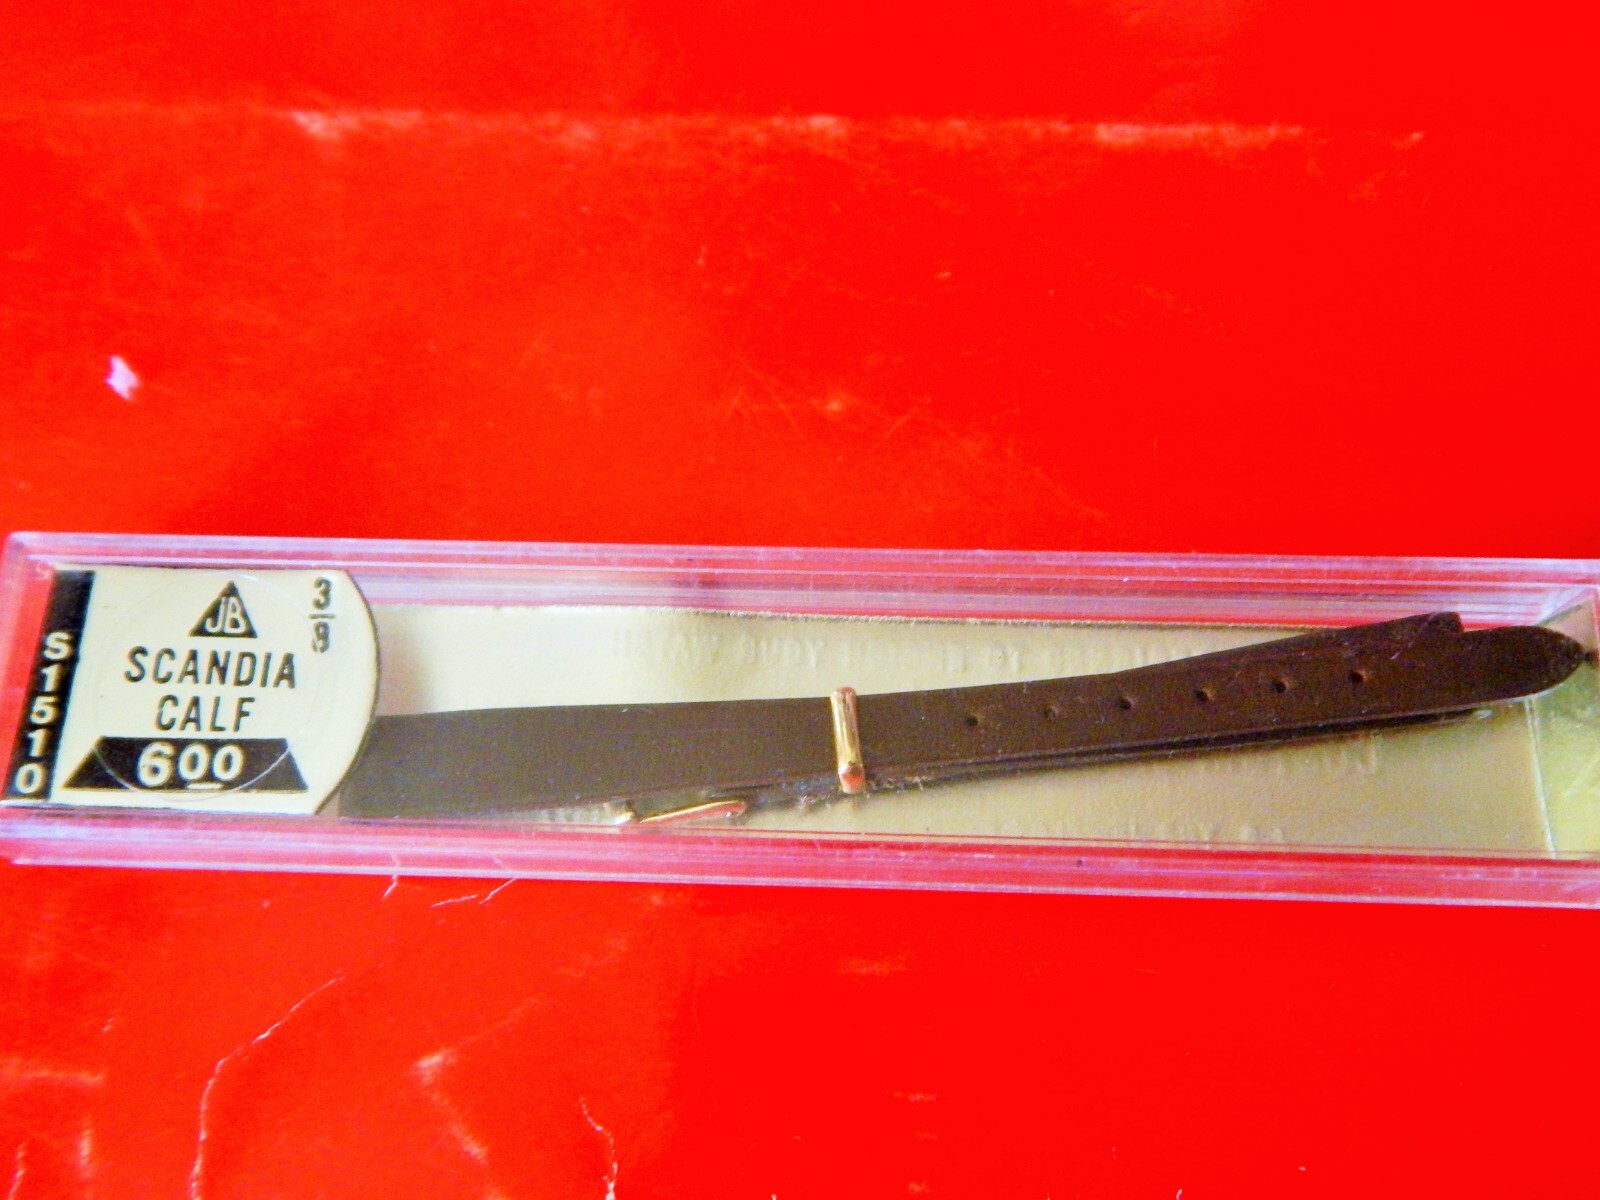 S1510
JB
3/8
SCANDIA
CALF
600